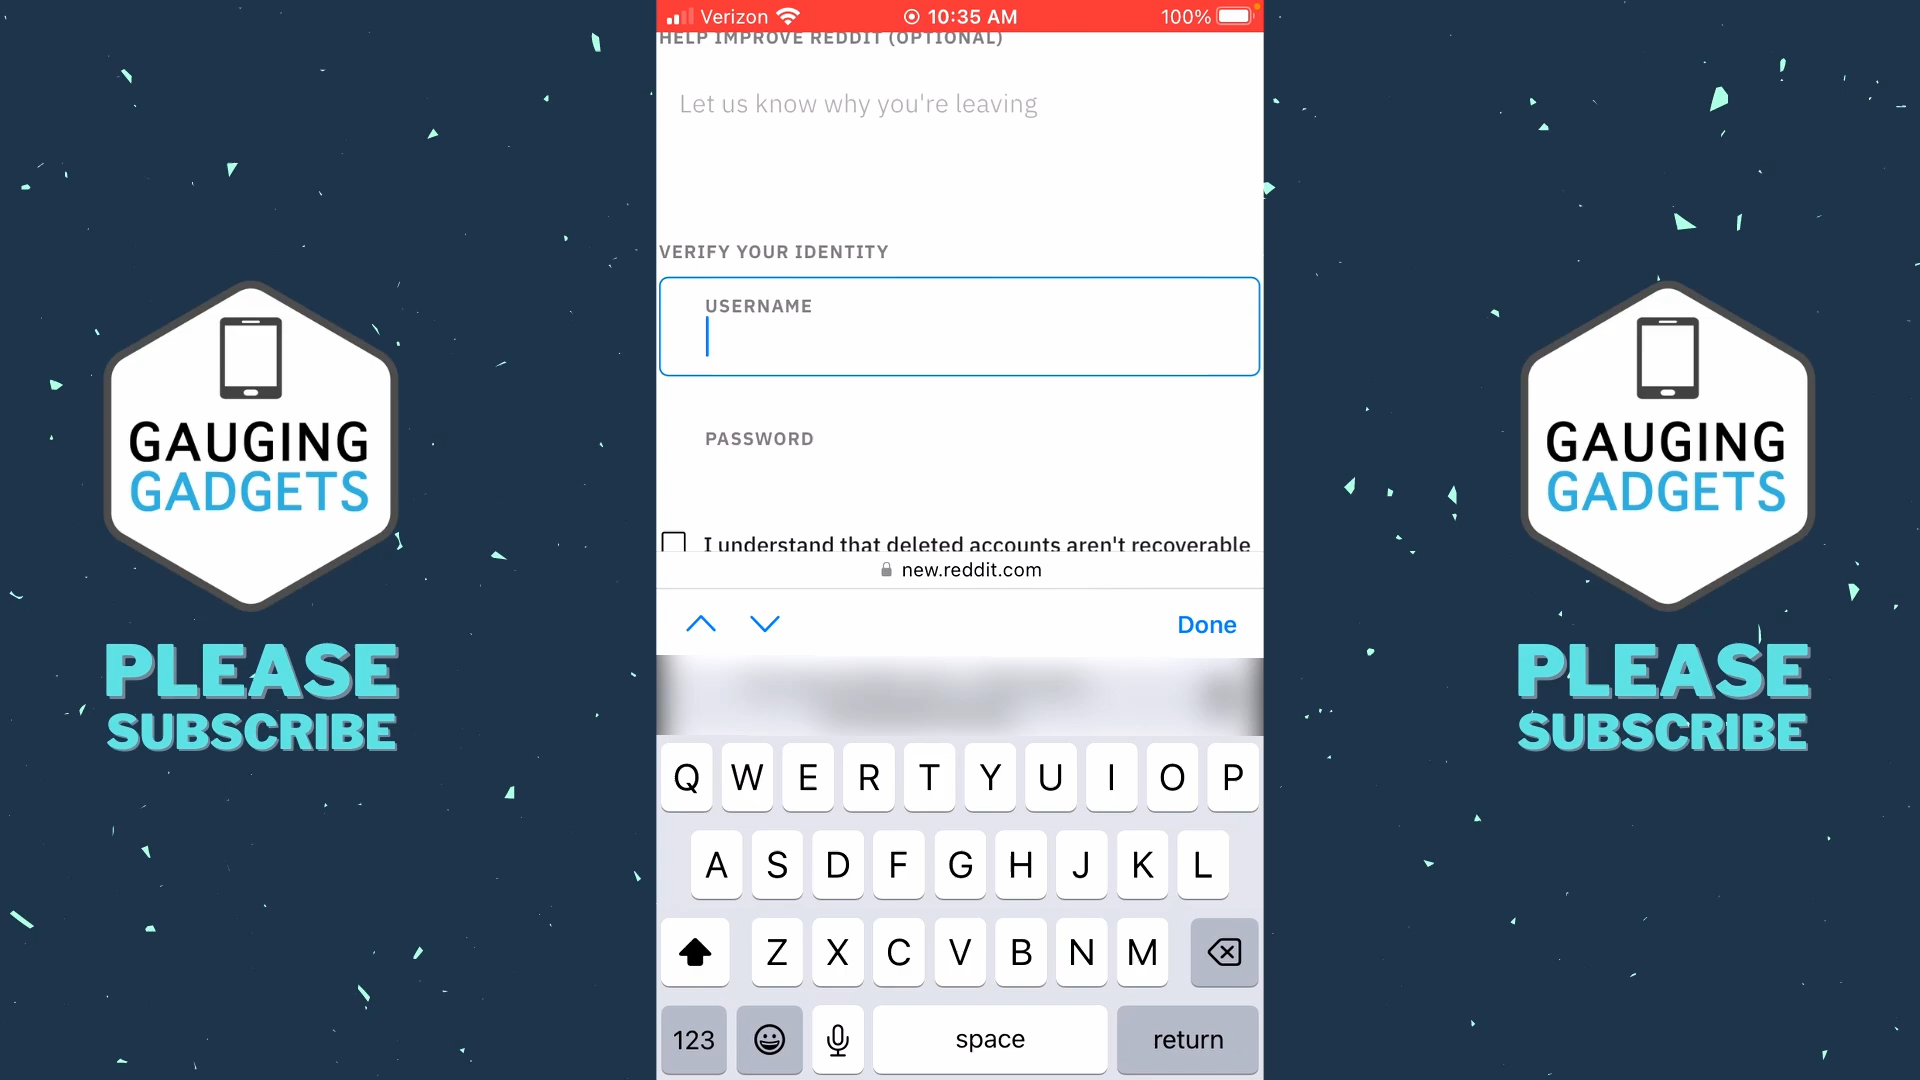 Verizon 10:35 AM 100%
HELP IMPROVE REDDIT (OPTIONAL)
Let us know why you're leaving
VERIFY YOUR IDENTITY
USERNAME
PASSWORD
I understand that deleted accounts aren't recoverable
new.reddit.com
Done
Q W E R T Y U I O P
A S D F G H J K L
Z X C V B N M
123 space return
GAUGING
GADGETS
PLEASE
SUBSCRIBE
GAUGING
GADGETS
PLEASE
SUBSCRIBE